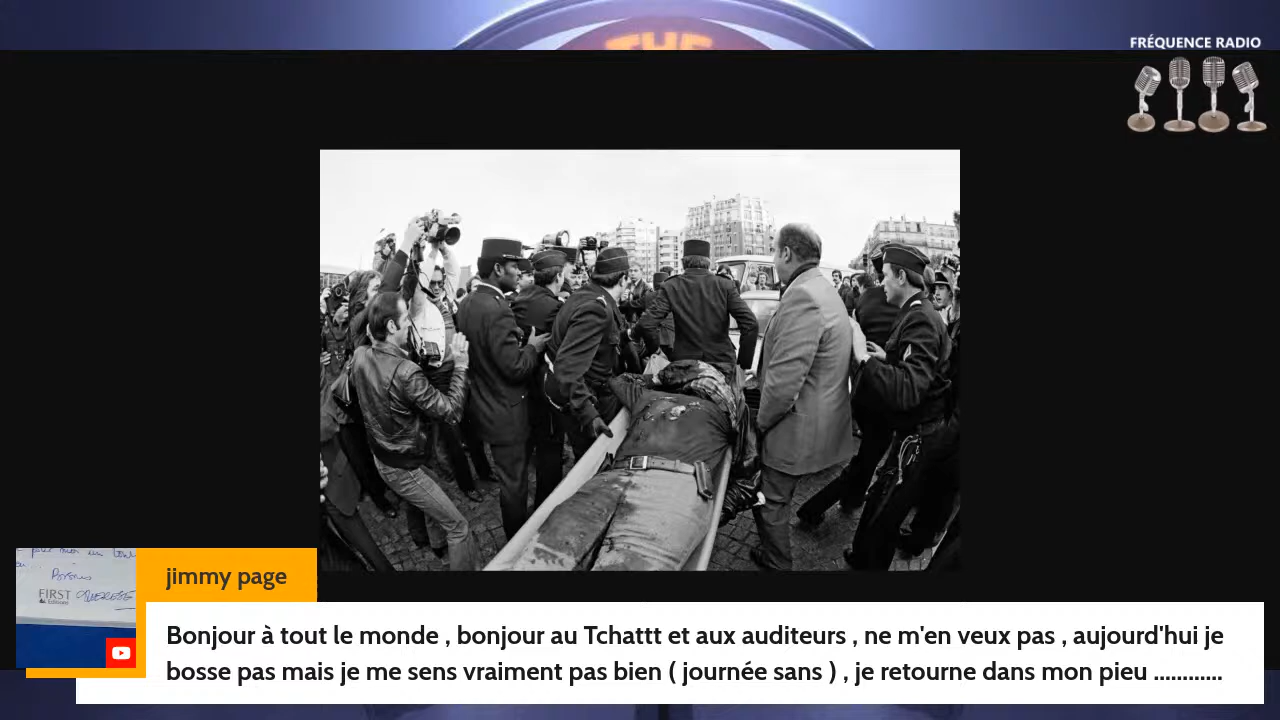 THE
FRÉQUENCE RADIO
FIRST
Editions
jimmy page
Bonjour à tout le monde , bonjour au Tchattt et aux auditeurs , ne m'en veux pas , aujourd'hui je
bosse pas mais je me sens vraiment pas bien ( journée sans ) , je retourne dans mon pieu ............